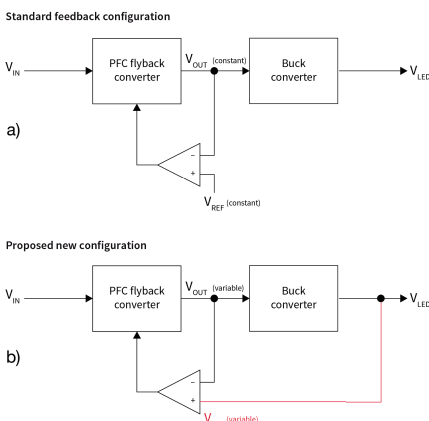 Standard feedback configuration
V_IN
PFC flyback
converter
V_OUT (constant)
Buck
converter
V_LED
a)
−
+
V_REF (constant)
Proposed new configuration
V_IN
PFC flyback
converter
V_OUT (variable)
Buck
converter
V_LED
b)
−
+
V (variable)